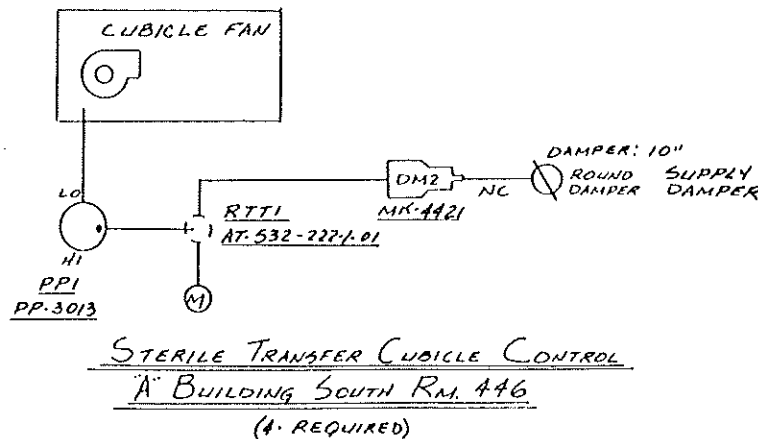 CUBICLE FAN
LO
HI
PP1
PP-3013
RTT1
AT-532-222-1-01
M
DM2
MK-4421
NC
DAMPER: 10"
ROUND DAMPER
SUPPLY DAMPER
STERILE TRANSFER CUBICLE CONTROL
"A" BUILDING SOUTH RM. 446
(4. REQUIRED)